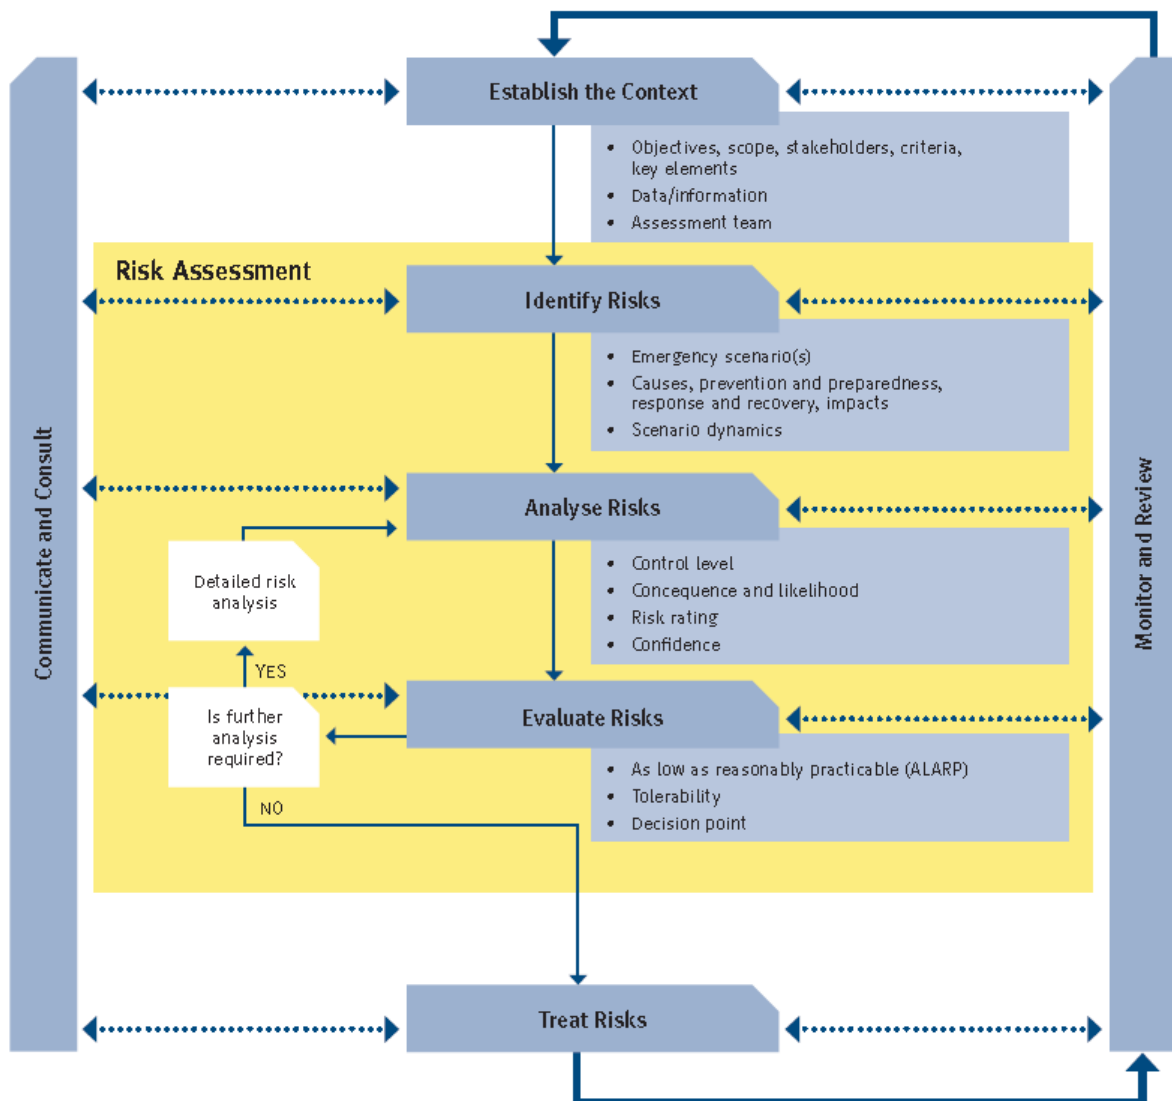 Establish the Context
• Objectives, scope, stakeholders, criteria,
key elements
• Data/information
• Assessment team
Risk Assessment
Identify Risks
• Emergency scenario(s)
• Causes, prevention and preparedness,
response and recovery, impacts
• Scenario dynamics
Communicate and Consult
Monitor and Review
Analyse Risks
• Control level
• Concequence and likelihood
• Risk rating
• Confidence
Detailed risk
analysis
YES
Is further
analysis
required?
NO
Evaluate Risks
• As low as reasonably practicable (ALARP)
• Tolerability
• Decision point
Treat Risks